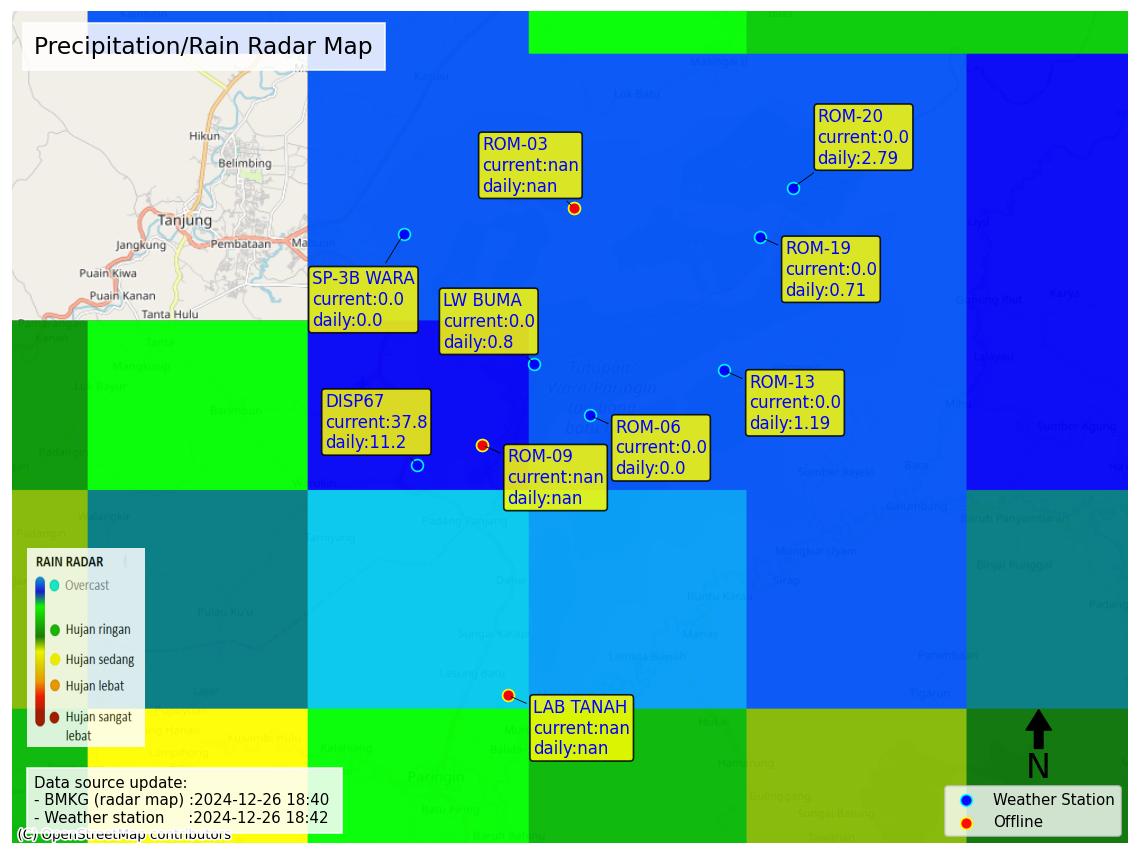 Precipitation/Rain Radar Map
ROM-20
current:0.0
daily:2.79
ROM-03
current:nan
daily:nan
Hikun
Belimbing
Tanjung
Jangkung
Pembataan
ROM-19
current:0.0
daily:0.71
SP-3B WARA
current:0.0
daily:0.0
Puain Kiwa
Puain Kanan
Tanta Hulu
LW BUMA
current:0.0
daily:0.8
ROM-13
current:0.0
daily:1.19
DISP67
current:37.8
daily:11.2
ROM-06
current:0.0
daily:0.0
ROM-09
current:nan
daily:nan
RAIN RADAR
Overcast
Hujan ringan
Hujan sedang
Hujan lebat
Hujan sangat
lebat
LAB TANAH
current:nan
daily:nan
Paringin
N
Data source update:
- BMKG (radar map) :2024-12-26 18:40
- Weather station :2024-12-26 18:42
(C) OpenStreetMap contributors
Weather Station
Offline